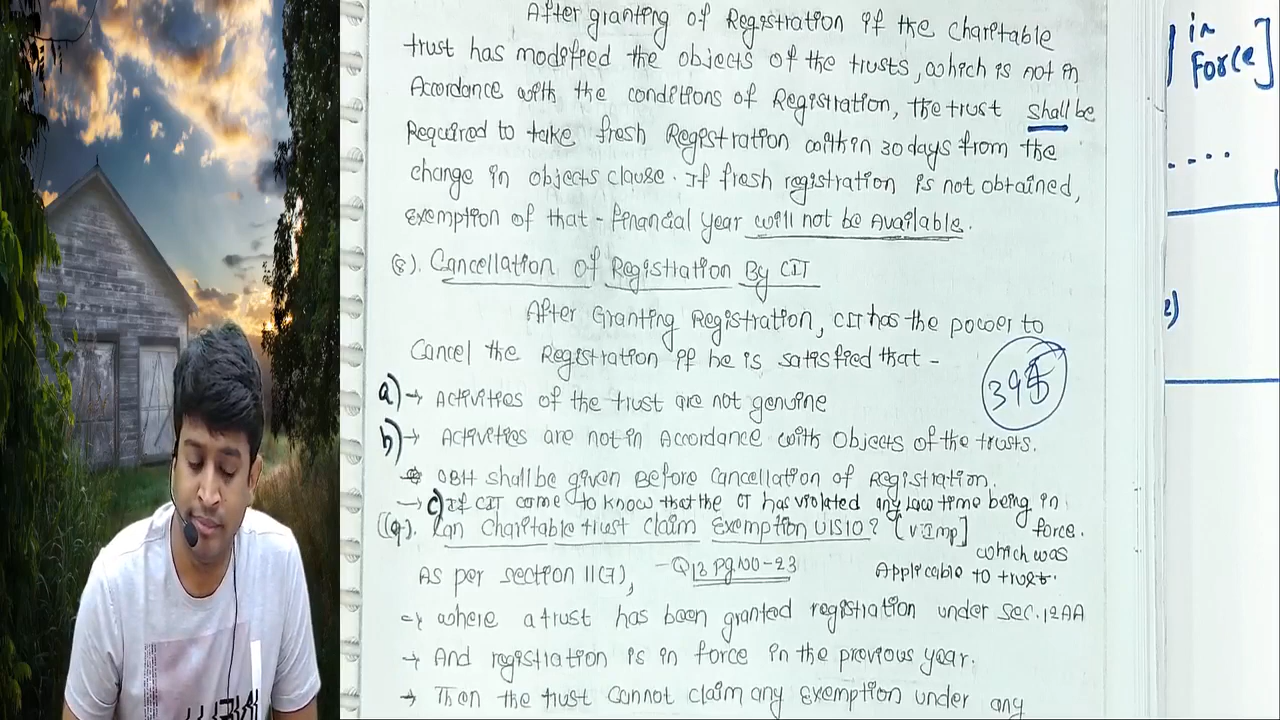 After granting of Registration if the charitable
trust has modified the objects of the trusts, which is not in
Accordance with the conditions of Registration, the trust shall be
Required to take fresh Registration within 30 days from the
change in objects clause. If fresh registration is not obtained,
Exemption of that - financial year will not be Available.
(8). Cancellation of Registration By CIT
After Granting Registration, CIT has the power to
Cancel the Registration if he is satisfied that -
a) → Activities of the trust are not genuine
b) → Activities are not in Accordance with Objects of the trusts.
OBH shall be given Before cancellation of Registration.
→ c) If CIT come to know that the CT has violated any Law time being in
force.
which was
Applicable to trust.
(9). Can Charitable trust claim Exemption U/S10? [V.Imp]
As per section 11(7), - Q12 Pg100-23
→ where a trust has been granted registration under sec.12AA
→ And registration is in force in the previous year.
→ Then the trust cannot claim any Exemption under any
in
Force]
....
2)